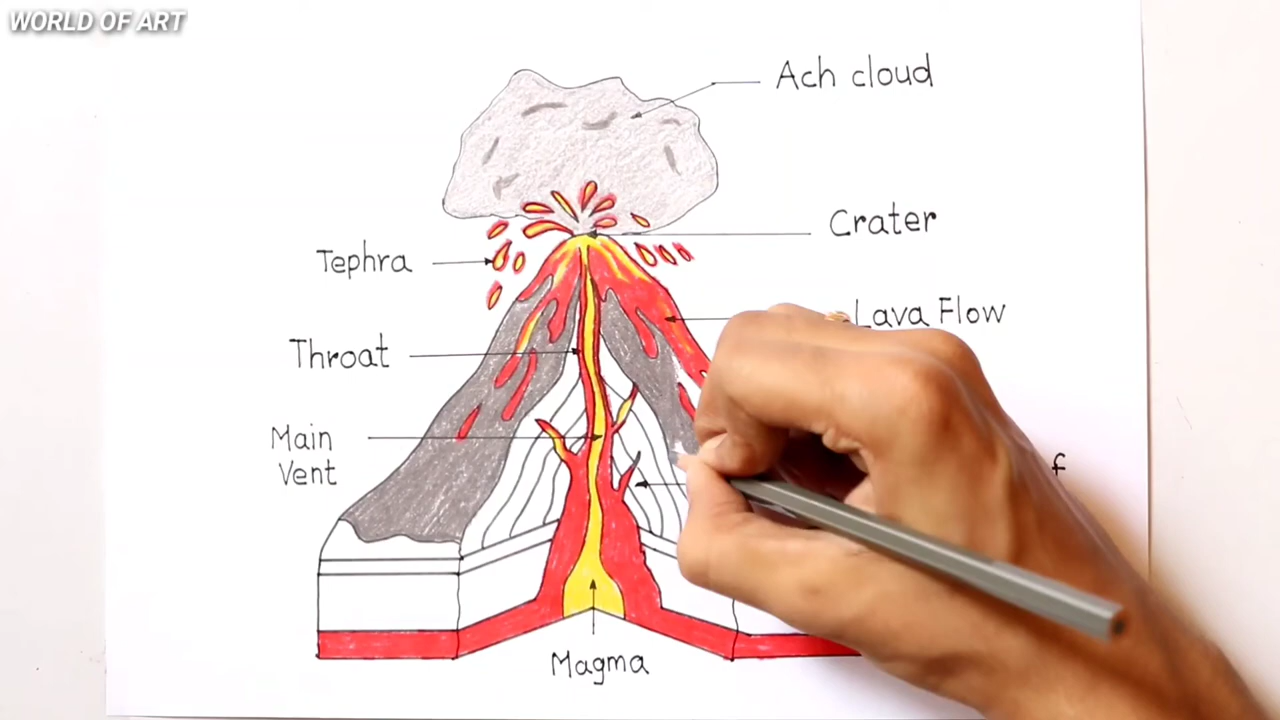 WORLD OF ART
Ach cloud
Crater
Tephra
Lava Flow
Throat
Main
Vent
f
Magma